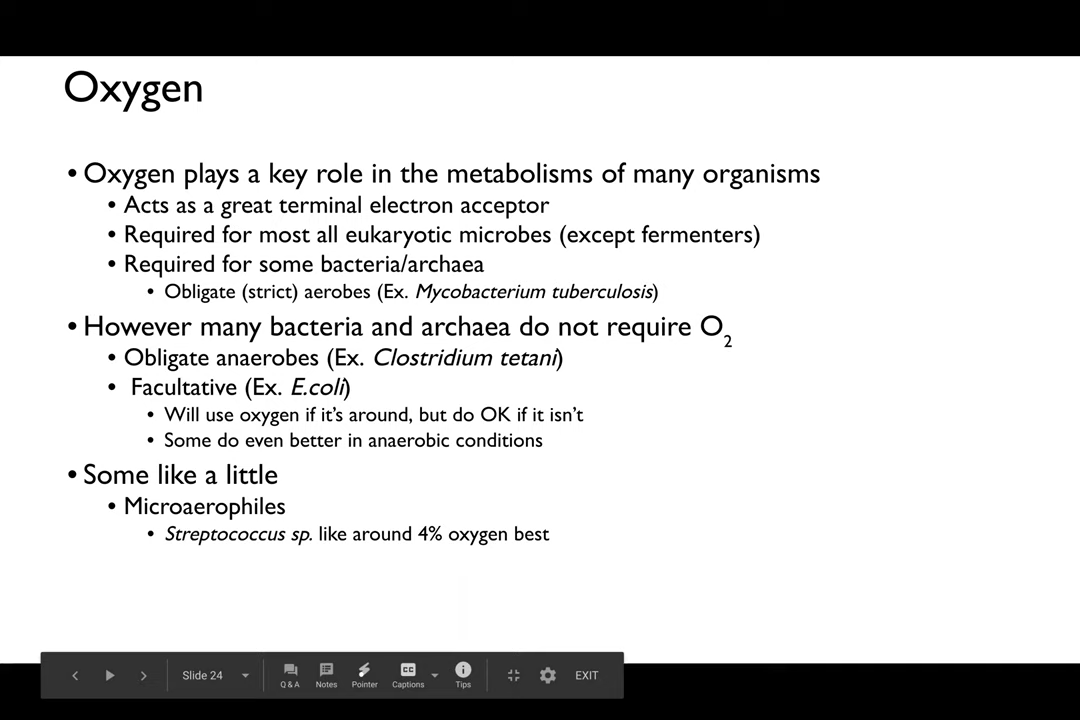 Oxygen
• Oxygen plays a key role in the metabolisms of many organisms
• Acts as a great terminal electron acceptor
• Required for most all eukaryotic microbes (except fermenters)
• Required for some bacteria/archaea
• Obligate (strict) aerobes (Ex. Mycobacterium tuberculosis)
• However many bacteria and archaea do not require O2
• Obligate anaerobes (Ex. Clostridium tetani)
• Facultative (Ex. E.coli)
• Will use oxygen if it's around, but do OK if it isn't
• Some do even better in anaerobic conditions
• Some like a little
• Microaerophiles
• Streptococcus sp. like around 4% oxygen best
Slide 24 Q & A Notes Pointer CC Captions Tips EXIT